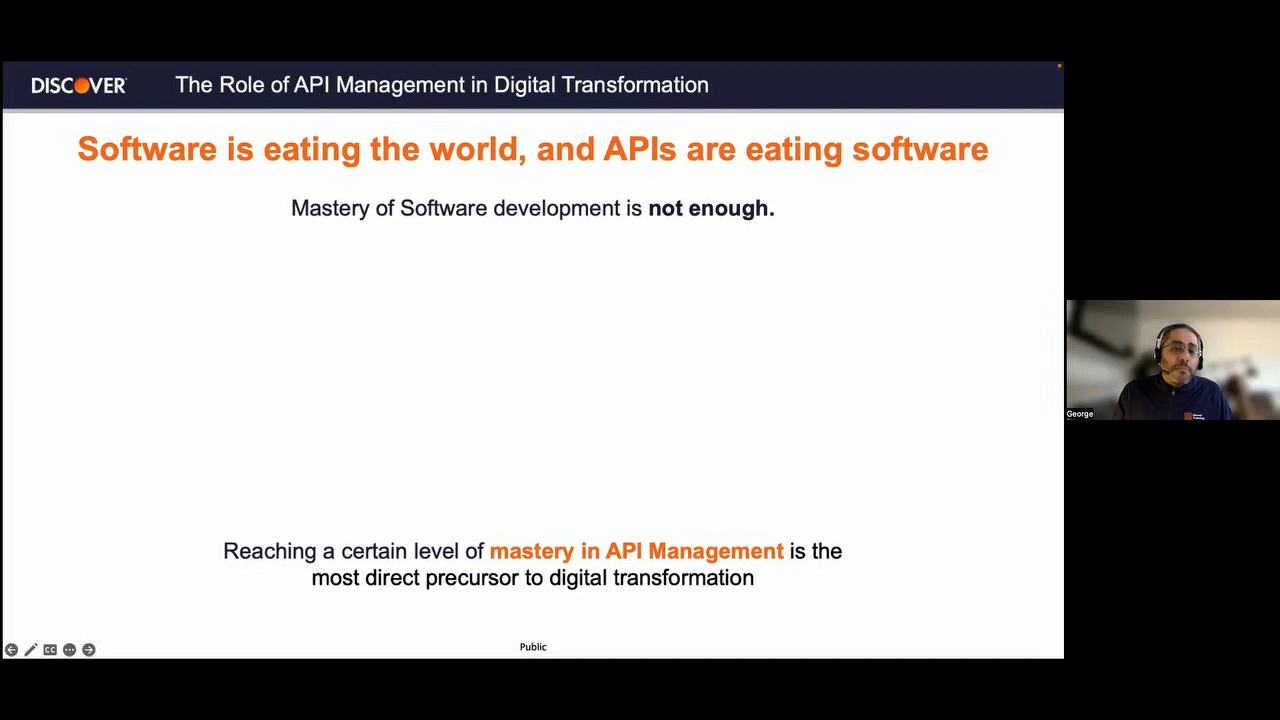 DISCOVER
The Role of API Management in Digital Transformation
Software is eating the world, and APIs are eating software
Mastery of Software development is not enough.
Reaching a certain level of mastery in API Management is the
most direct precursor to digital transformation
George
CC
Public